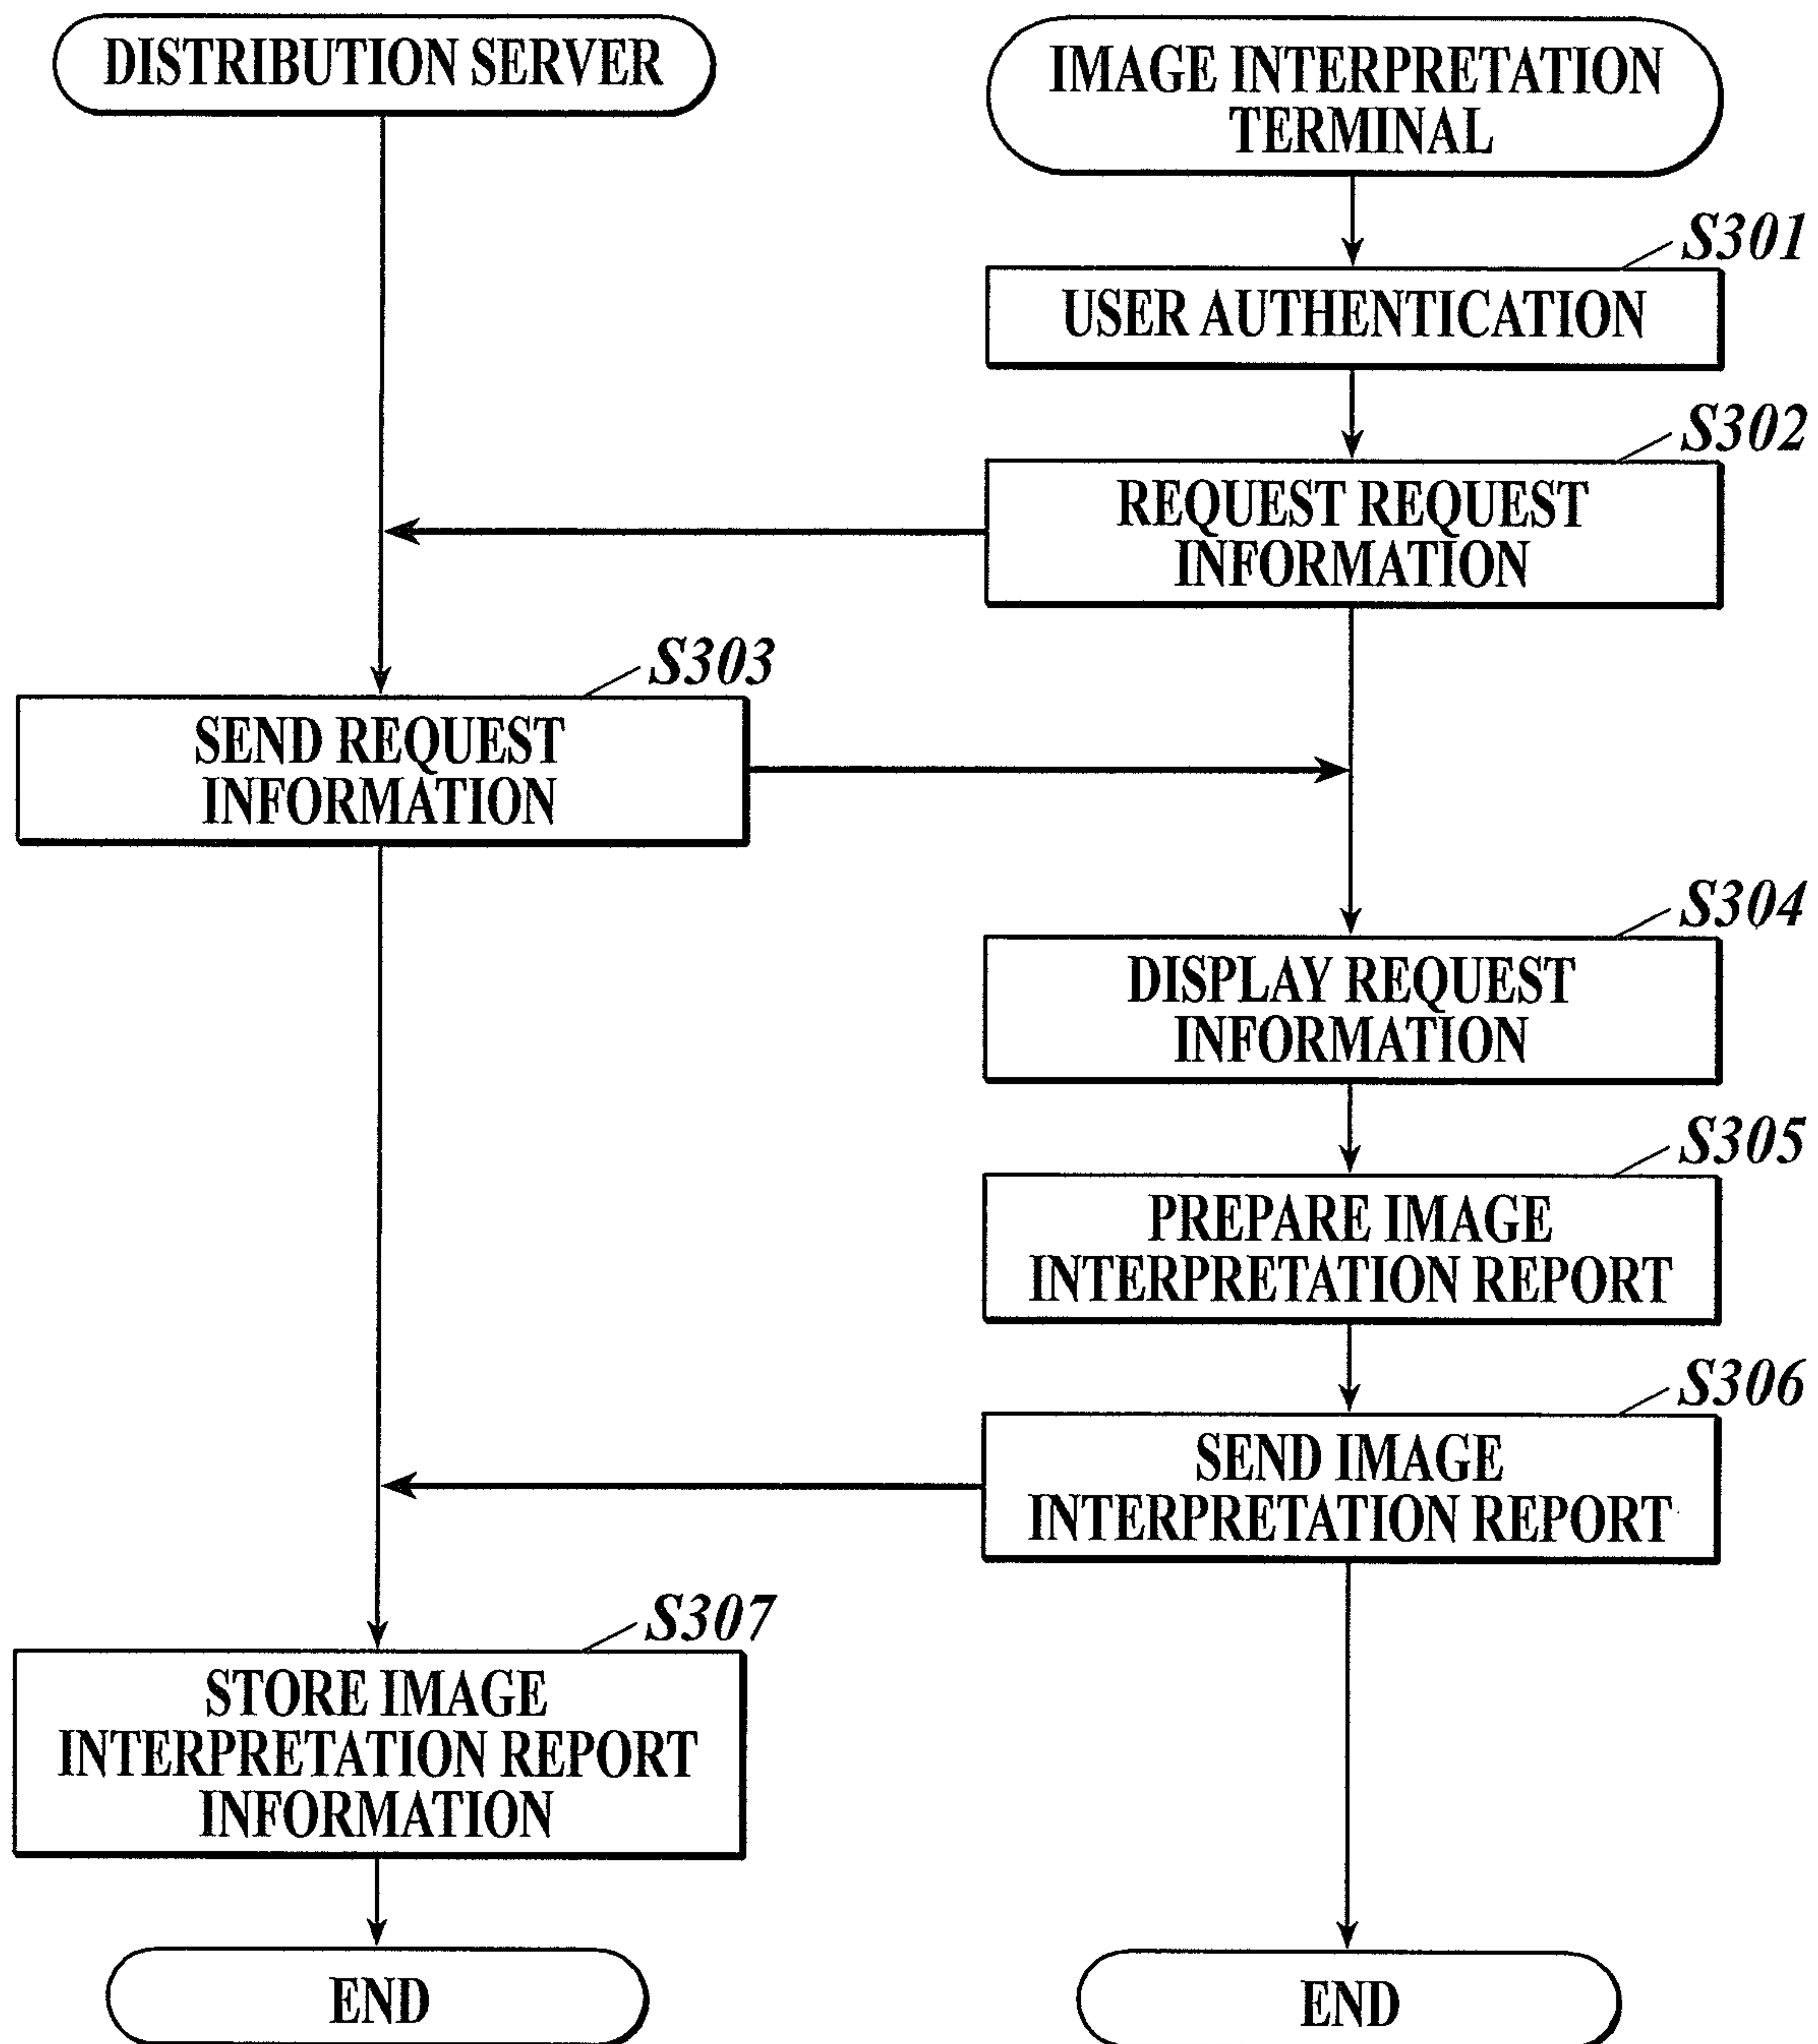 DISTRIBUTION SERVER
IMAGE INTERPRETATION
TERMINAL
S301
USER AUTHENTICATION
S302
REQUEST REQUEST
INFORMATION
S303
SEND REQUEST
INFORMATION
S304
DISPLAY REQUEST
INFORMATION
S305
PREPARE IMAGE
INTERPRETATION REPORT
S306
SEND IMAGE
INTERPRETATION REPORT
S307
STORE IMAGE
INTERPRETATION REPORT
INFORMATION
END
END